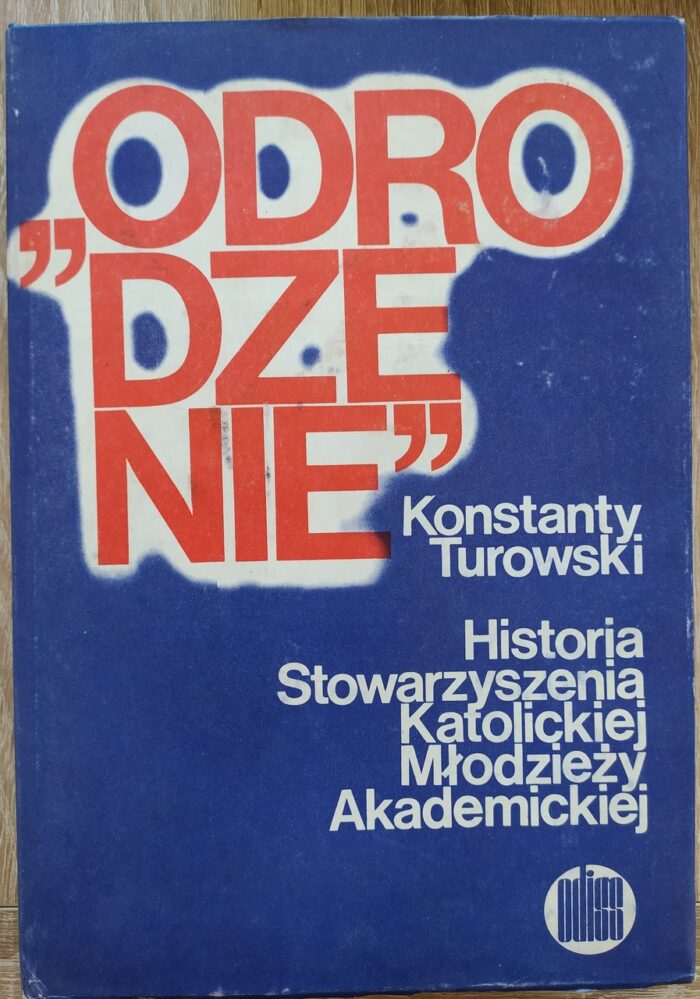 „ODRO
DZE
NIE”
Konstanty
Turowski
Historia
Stowarzyszenia
Katolickiej
Młodzieży
Akademickiej
odiss